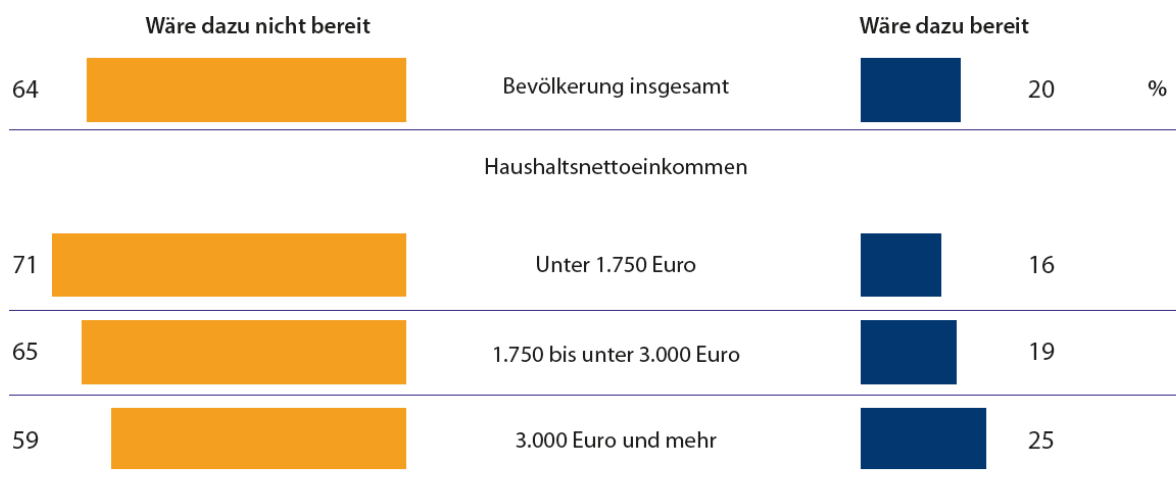 Wäre dazu nicht bereit Wäre dazu bereit
64 Bevölkerung insgesamt 20 %
Haushaltsnettoeinkommen
71 Unter 1.750 Euro 16
65 1.750 bis unter 3.000 Euro 19
59 3.000 Euro und mehr 25